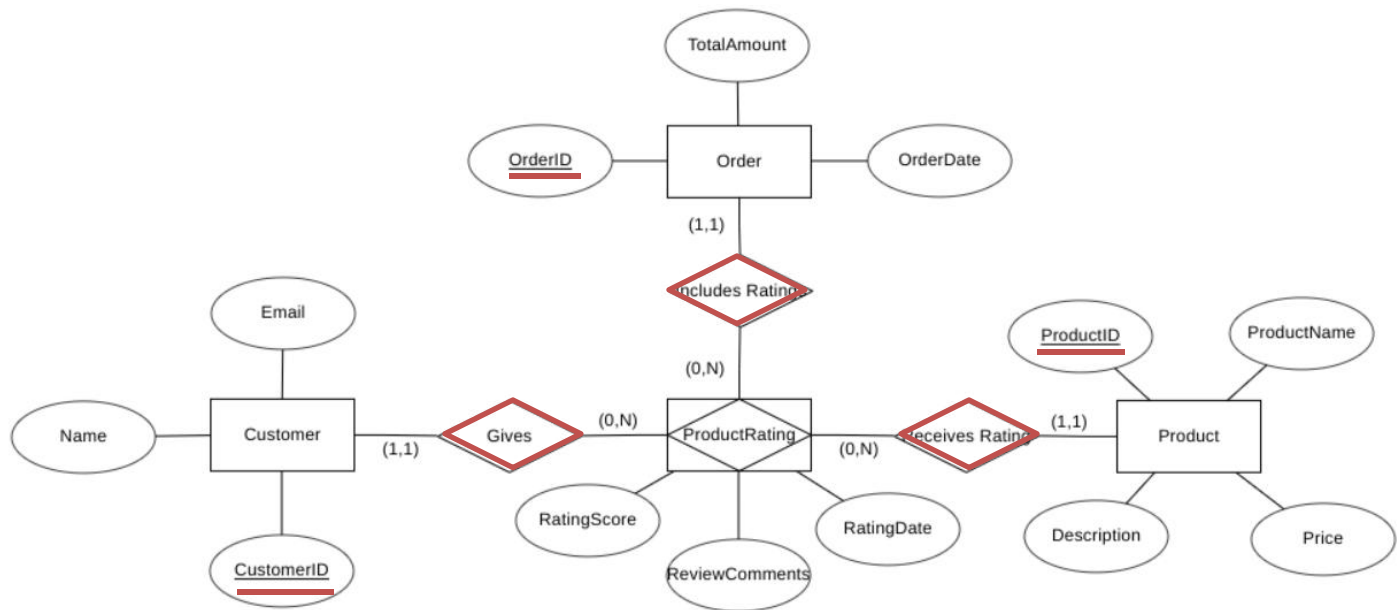 TotalAmount
OrderID
Order
OrderDate
(1,1)
Includes Ratings
(0,N)
Email
Name
Customer
(1,1)
Gives
(0,N)
ProductRating
(0,N)
Receives Rating
(1,1)
Product
ProductID
ProductName
RatingScore
ReviewComments
RatingDate
Description
Price
CustomerID